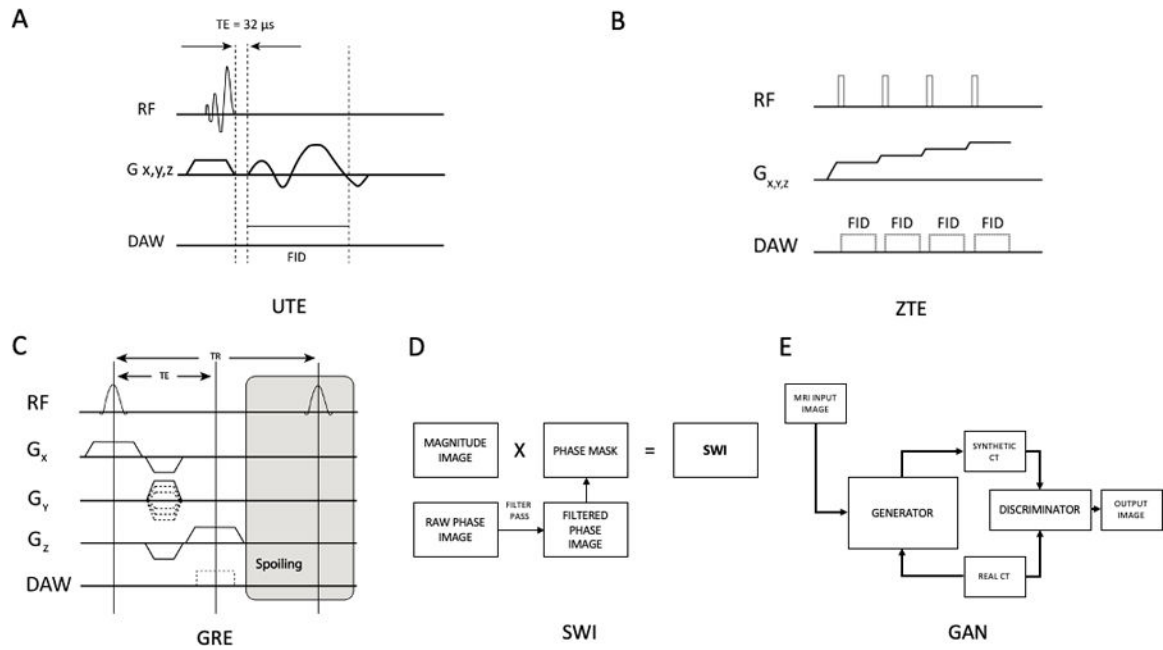 A
TE = 32 µs
RF
G x,y,z
DAW
FID
UTE
B
RF
Gx,Y,z
FID FID FID FID
DAW
ZTE
C
TR
TE
RF
Gx
GY
Gz
Spoiling
DAW
GRE
D
MAGNITUDE
IMAGE
X
PHASE MASK
=
SWI
RAW PHASE
IMAGE
FILTER
PASS
FILTERED
PHASE
IMAGE
SWI
E
MRI INPUT
IMAGE
SYNTHETIC
CT
GENERATOR
DISCRIMINATOR
OUTPUT
IMAGE
REAL CT
GAN